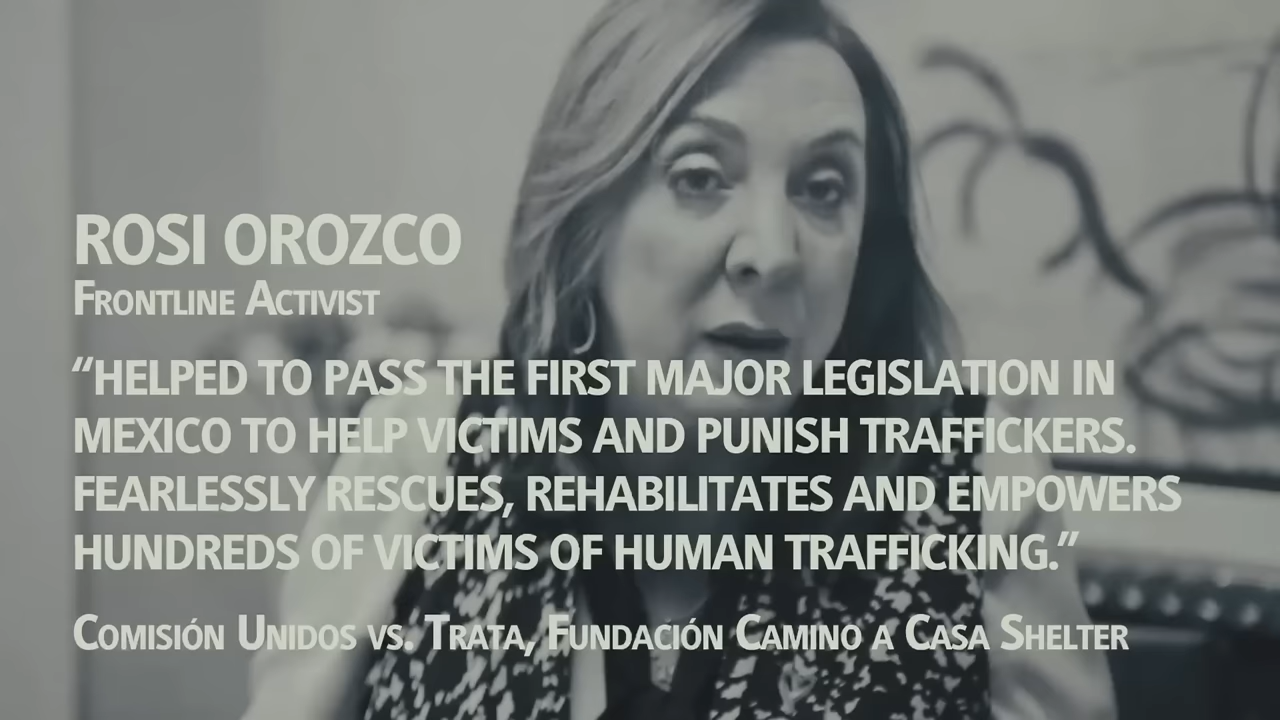 ROSI OROZCO
Frontline Activist
“HELPED TO PASS THE FIRST MAJOR LEGISLATION IN
MEXICO TO HELP VICTIMS AND PUNISH TRAFFICKERS.
FEARLESSLY RESCUES, REHABILITATES AND EMPOWERS
HUNDREDS OF VICTIMS OF HUMAN TRAFFICKING.”
Comisión Unidos vs. Trata, Fundación Camino a Casa Shelter